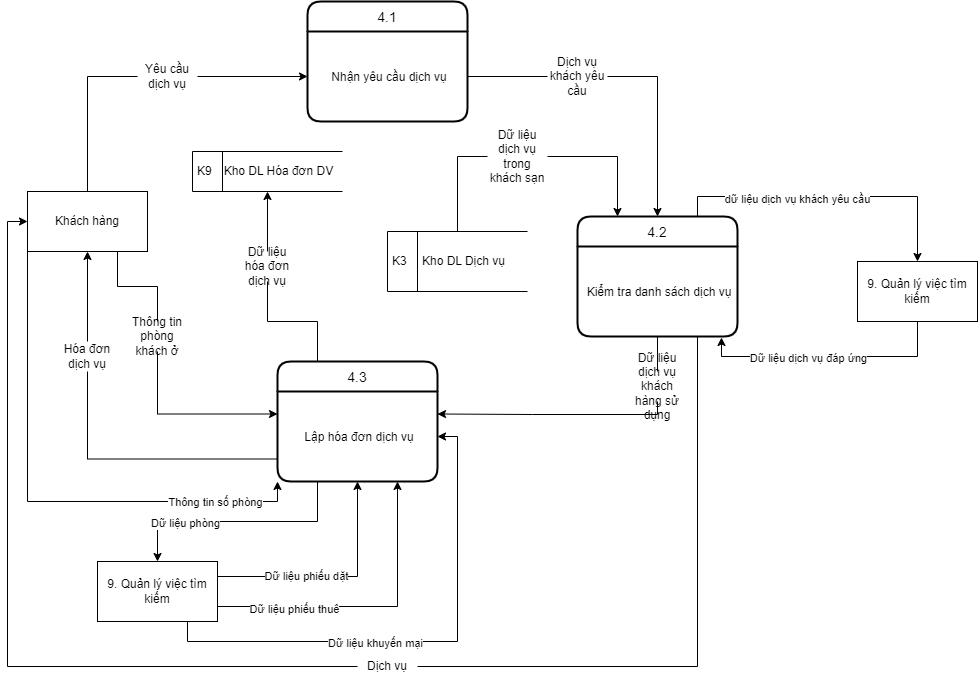 4.1
Nhận yêu cầu dịch vụ
Yêu cầu
dịch vụ
Dịch vụ
khách yêu
cầu
Dữ liệu
dịch vụ
trong
khách sạn
K9
Kho DL Hóa đơn DV
Khách hàng
dữ liệu dịch vụ khách yêu cầu
4.2
Kiểm tra danh sách dịch vụ
K3
Kho DL Dịch vụ
Dữ liệu
hóa đơn
dịch vụ
9. Quản lý việc tìm
kiếm
Thông tin
phòng
khách ở
Hóa đơn
dịch vụ
Dữ liệu
dịch vụ
khách
hàng sử
dụng
Dữ liệu dịch vụ đáp ứng
4.3
Lập hóa đơn dịch vụ
Thông tin số phòng
Dữ liệu phòng
9. Quản lý việc tìm
kiếm
Dữ liệu phiếu dặt
Dữ liệu phiếu thuê
Dữ liệu khuyến mại
Dịch vụ